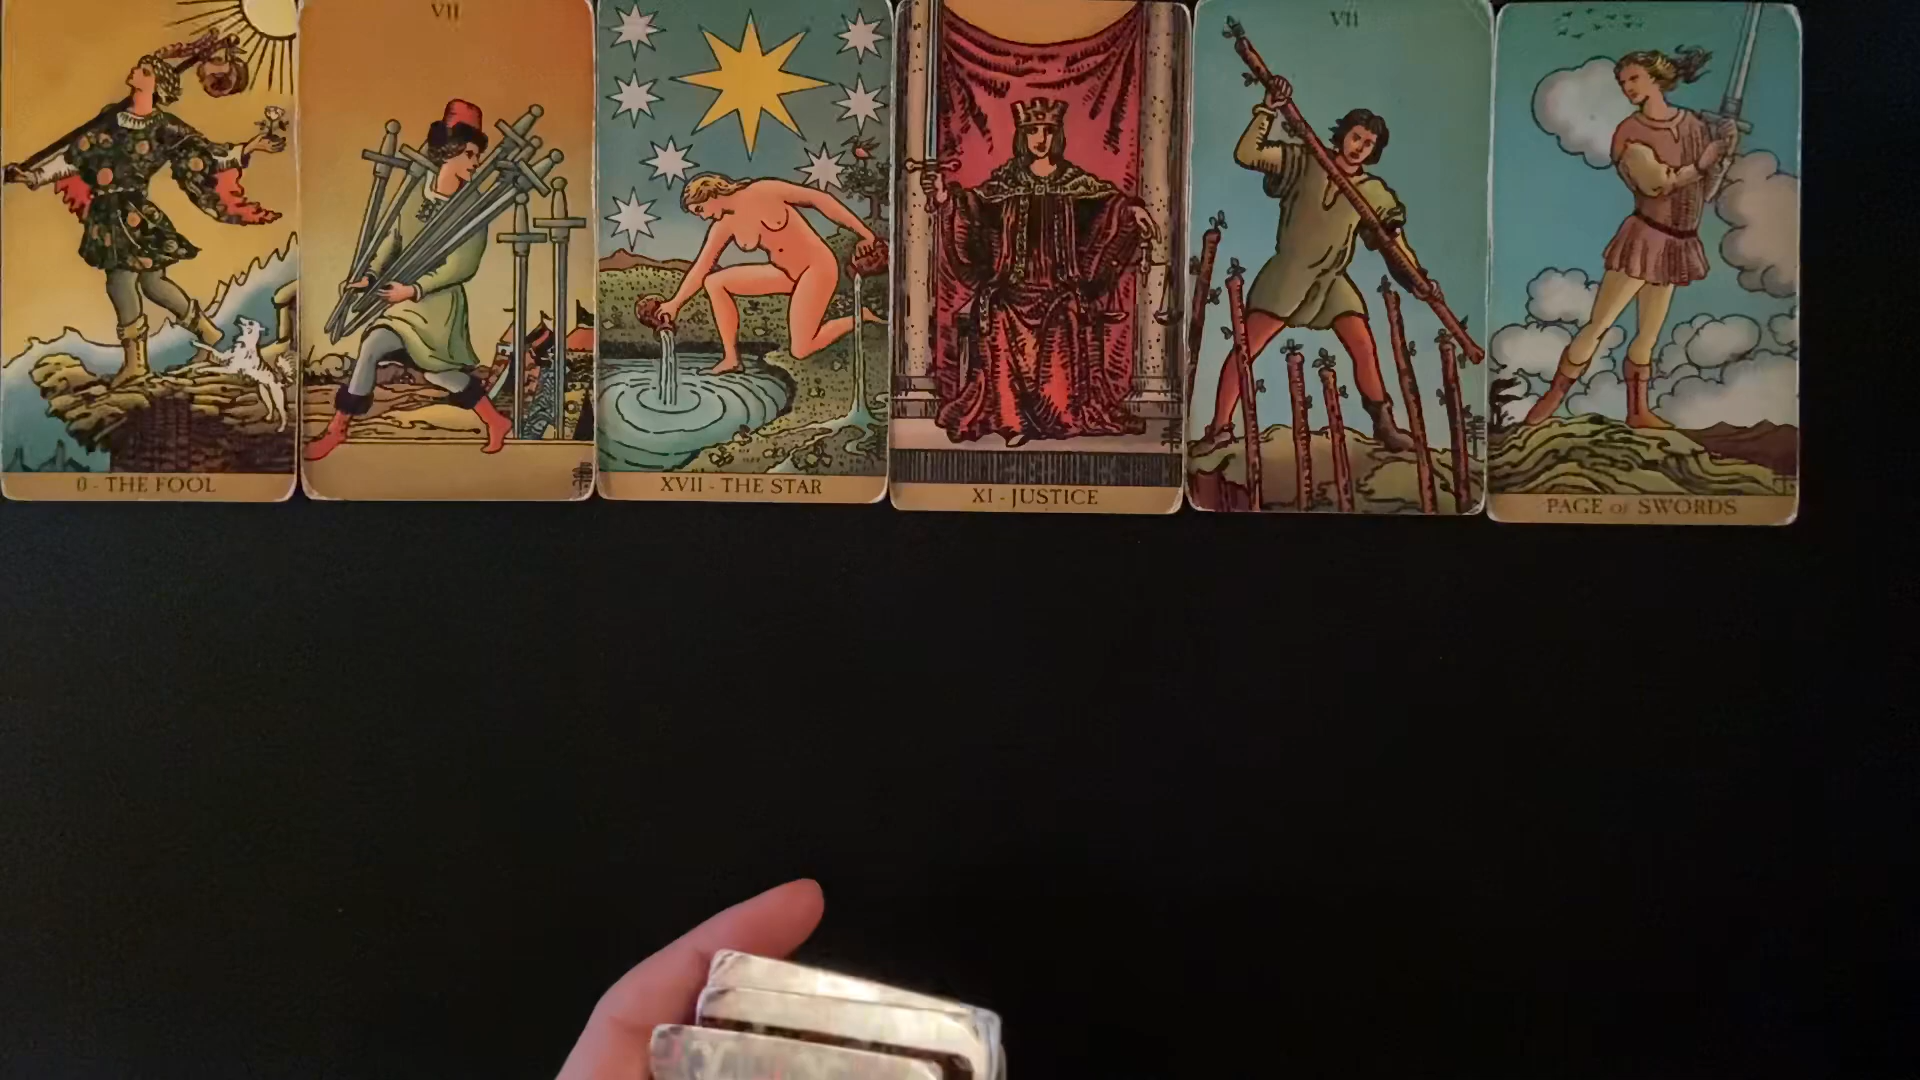 VII
VII
0 - THE FOOL
XVII - THE STAR
XI - JUSTICE
PAGE OF SWORDS